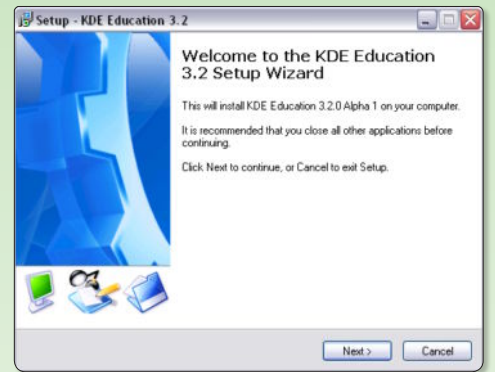 Setup - KDE Education 3.2
Welcome to the KDE Education
3.2 Setup Wizard
This will install KDE Education 3.2.0 Alpha 1 on your computer.
It is recommended that you close all other applications before
continuing.
Click Next to continue, or Cancel to exit Setup.
Next >
Cancel